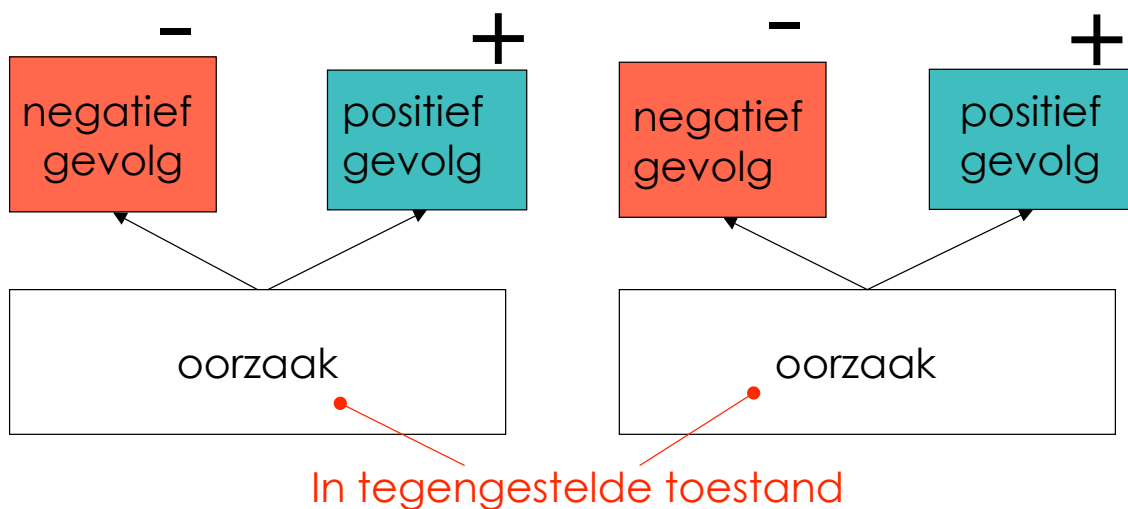 - + - +
negatief
gevolg
positief
gevolg
negatief
gevolg
positief
gevolg
oorzaak
oorzaak
In tegengestelde toestand